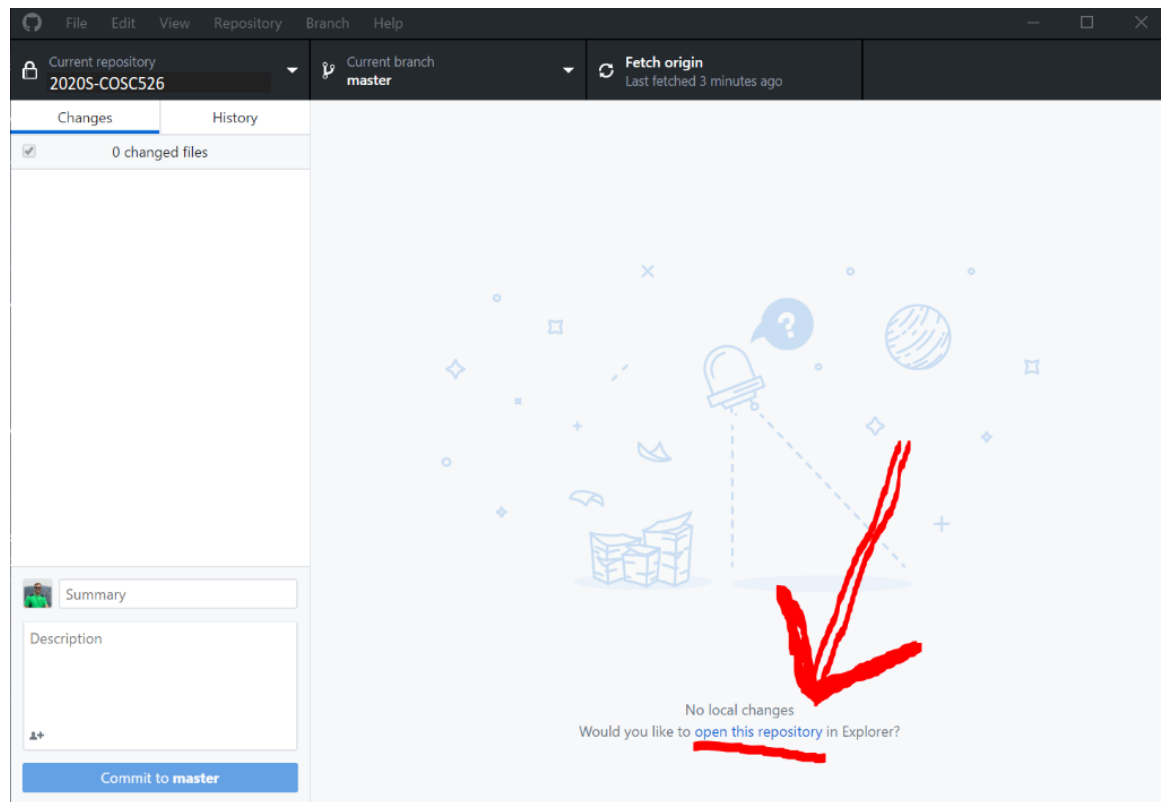 File Edit View Repository Branch Help
Current repository
2020S-COSC526
Current branch
master
Fetch origin
Last fetched 3 minutes ago
Changes History
0 changed files
?
Summary
Description
Commit to master
No local changes
Would you like to open this repository in Explorer?